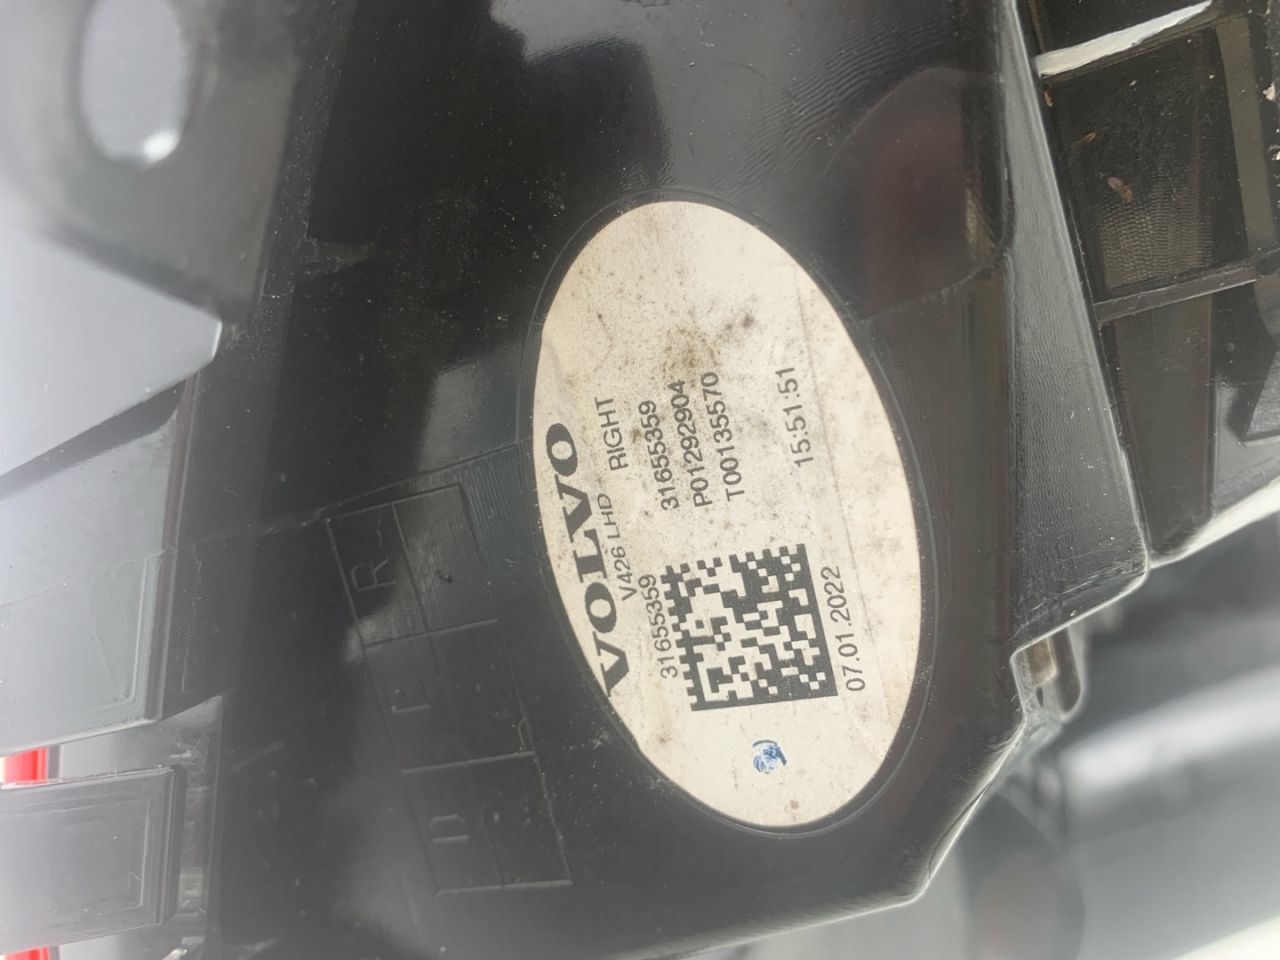 VOLVO
V426 LHD RIGHT
31655359 31655359
P01292904
T00135570
07.01.2022 15:51:51
R
F
D